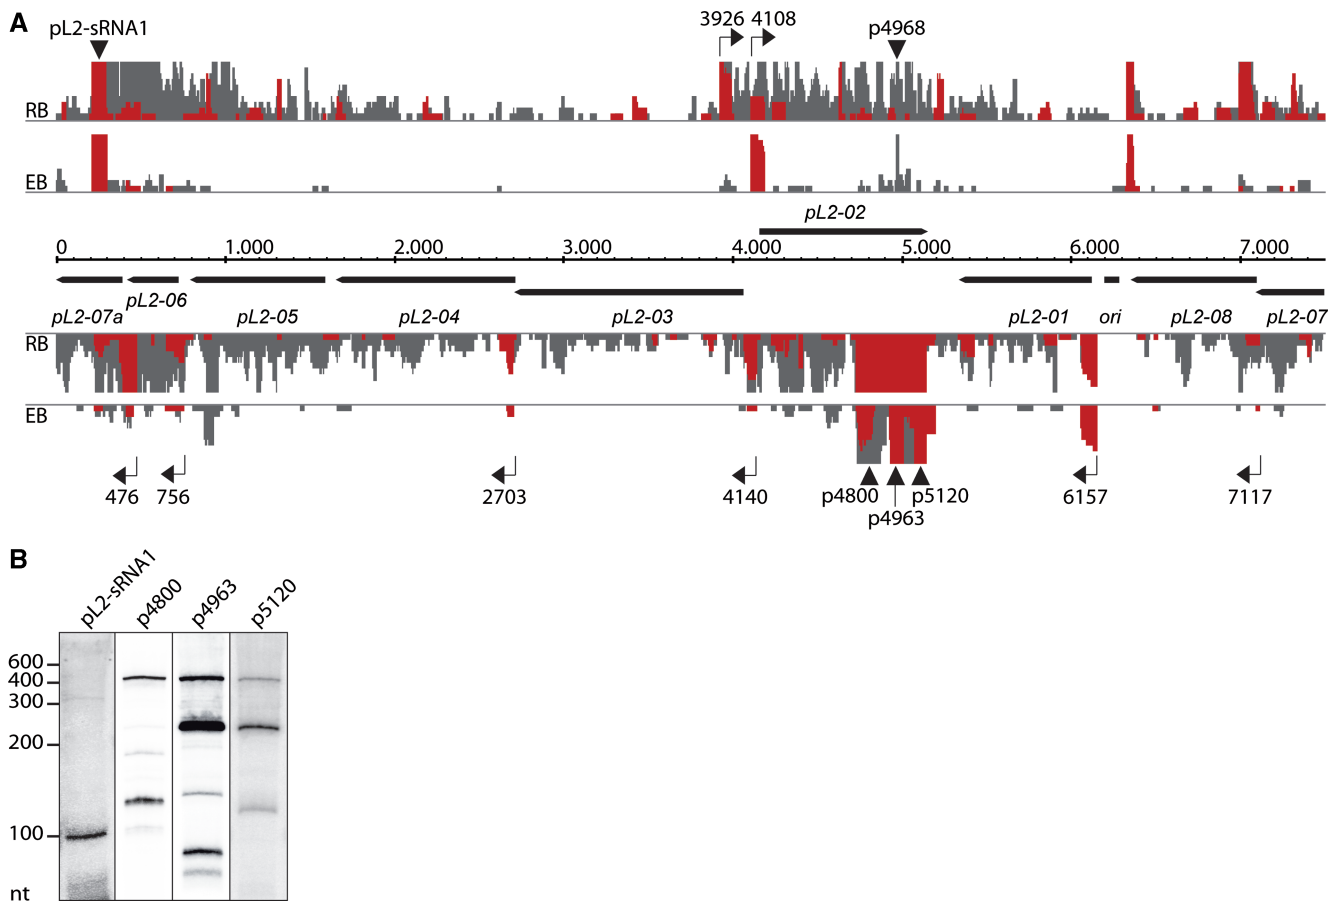 A
pL2-sRNA1
3926 4108
p4968
RB
EB
pL2-02
0 1.000 2.000 3.000 4.000 5.000 6.000 7.000
pL2-06
pL2-07a pL2-05 pL2-04 pL2-03 pL2-01 ori pL2-08 pL2-07
RB
EB
476 756 2703 4140 p4800 p5120 6157 7117
p4963
B
pL2-sRNA1 p4800 p4963 p5120
600
400
300
200
100
nt